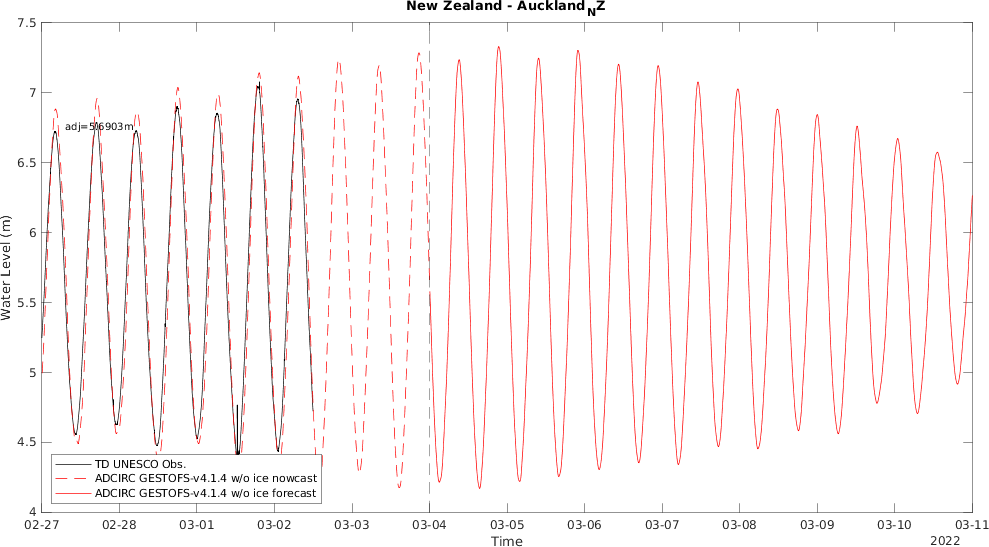 New Zealand - Auckland_NZ
7.5
7
6.5
6
5.5
5
4.5
4
Water Level (m)
adj=5.6903m
TD UNESCO Obs.
ADCIRC GESTOFS-v4.1.4 w/o ice nowcast
ADCIRC GESTOFS-v4.1.4 w/o ice forecast
02-27 02-28 03-01 03-02 03-03 03-04 03-05 03-06 03-07 03-08 03-09 03-10 03-11
Time
2022